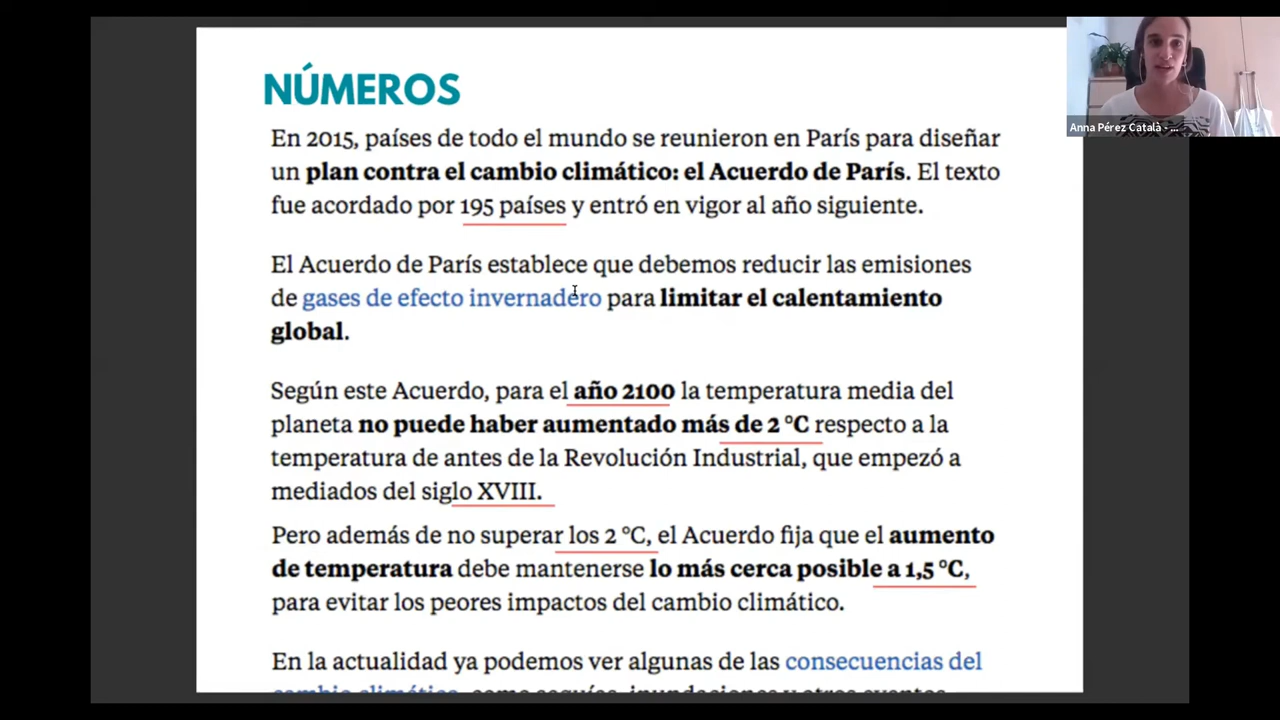 NÚMEROS
En 2015, países de todo el mundo se reunieron en París para diseñar
un plan contra el cambio climático: el Acuerdo de París. El texto
fue acordado por 195 países y entró en vigor al año siguiente.
El Acuerdo de París establece que debemos reducir las emisiones
de gases de efecto invernadero para limitar el calentamiento
global.
Según este Acuerdo, para el año 2100 la temperatura media del
planeta no puede haber aumentado más de 2 °C respecto a la
temperatura de antes de la Revolución Industrial, que empezó a
mediados del siglo XVIII.
Pero además de no superar los 2 °C, el Acuerdo fija que el aumento
de temperatura debe mantenerse lo más cerca posible a 1,5 °C,
para evitar los peores impactos del cambio climático.
En la actualidad ya podemos ver algunas de las consecuencias del
cambio climático, como sequías, inundaciones y otros eventos
Anna Pérez Català - ...